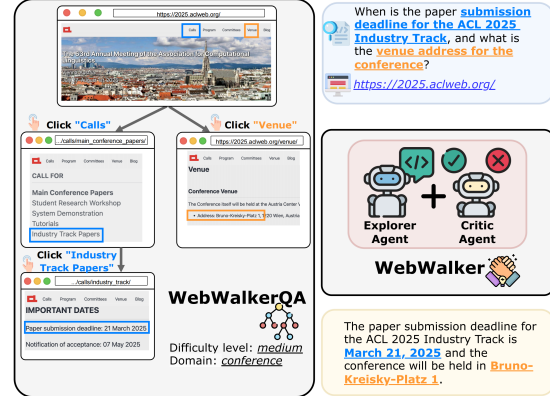 https://2025.aclweb.org/
Calls Program Committees Venue Blog
The 63rd Annual Meeting of the Association for Computational
linguistics
Click "Calls"
Click "Venue"
.../calls/main_conference_papers/
Calls Program Committees Venue Blog
CALL FOR
Main Conference Papers
Student Research Workshop
System Demonstration
Tutorials
Industry Track Papers
https://2025.aclweb.org/venue/
Calls Program Committees Venue Blog
Venue
Conference Venue
The Conference itself will be held at the Austria Center V
• Address: Bruno-Kreisky-Platz 1, 1220 Wien, Austria
Click "Industry
Track Papers"
.../calls/industry_track/
Calls Program Committees Venue Blog
IMPORTANT DATES
Paper submission deadline: 21 March 2025
Notification of acceptance: 07 May 2025
WebWalkerQA
Difficulty level: medium
Domain: conference
When is the paper submission
deadline for the ACL 2025
Industry Track, and what is
the venue address for the
conference?
https://2025.aclweb.org/
</>
+
Explorer
Agent
Critic
Agent
WebWalker
The paper submission deadline for
the ACL 2025 Industry Track is
March 21, 2025 and the
conference will be held in Bruno-
Kreisky-Platz 1.